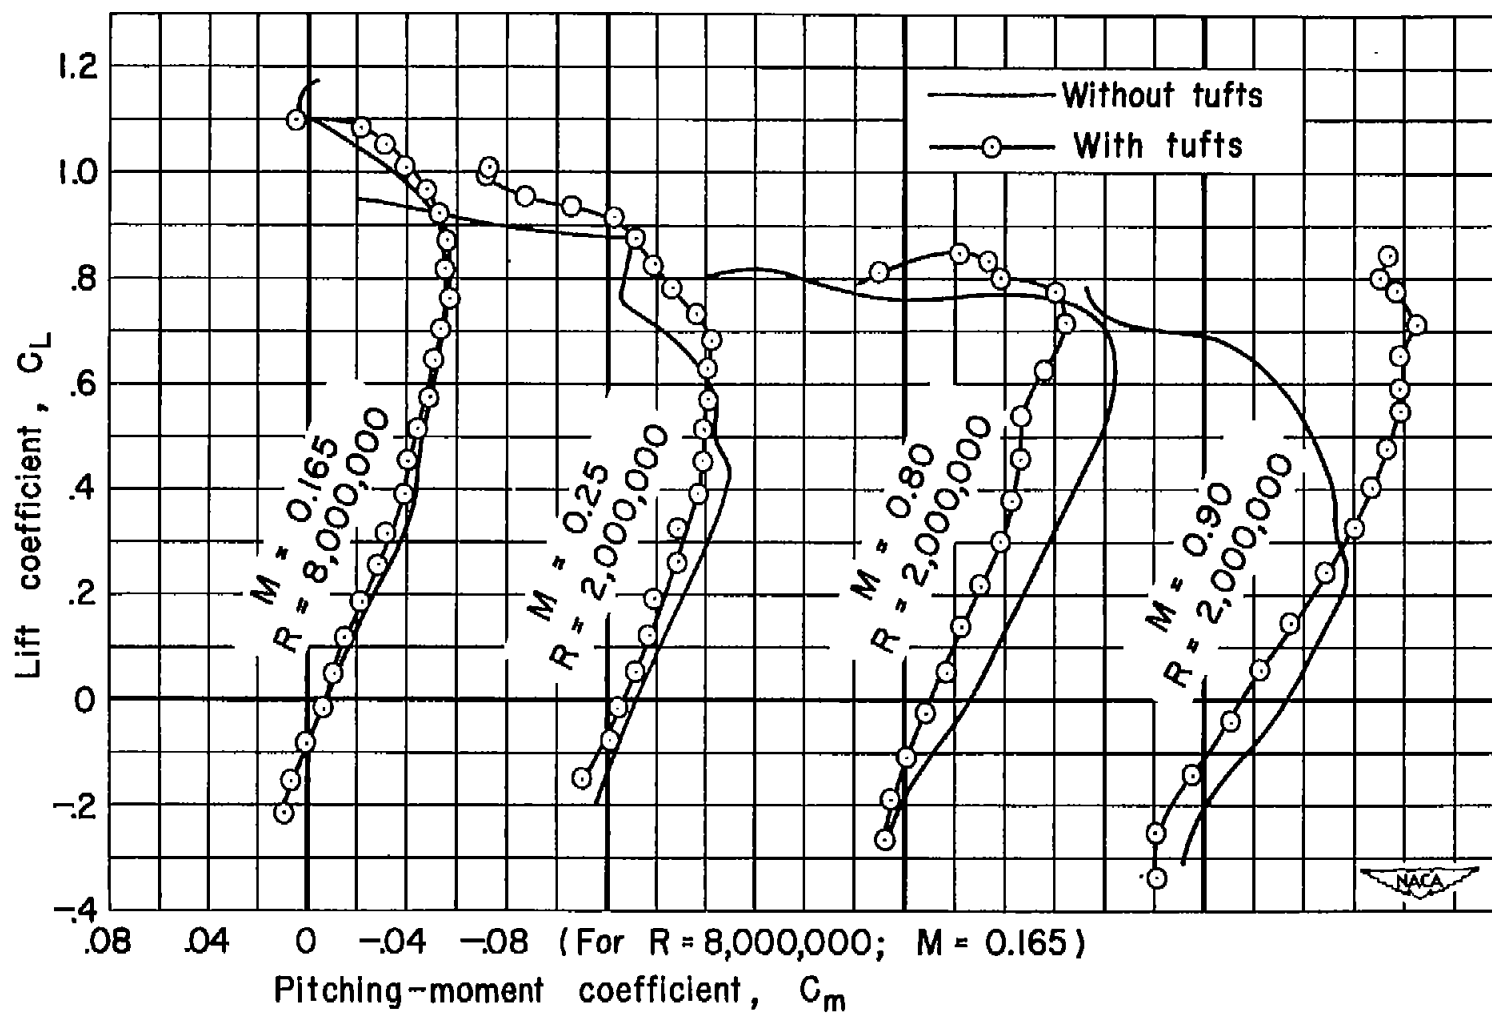 1.2
1.0
.8
.6
.4
.2
0
-.2
-.4
Lift coefficient, CL
Without tufts
With tufts
M = 0.165
R = 8,000,000
M = 0.25
R = 2,000,000
M = 0.80
R = 2,000,000
M = 0.90
R = 2,000,000
NACA
.08 .04 0 -.04 -.08 (For R = 8,000,000; M = 0.165)
Pitching-moment coefficient, Cm